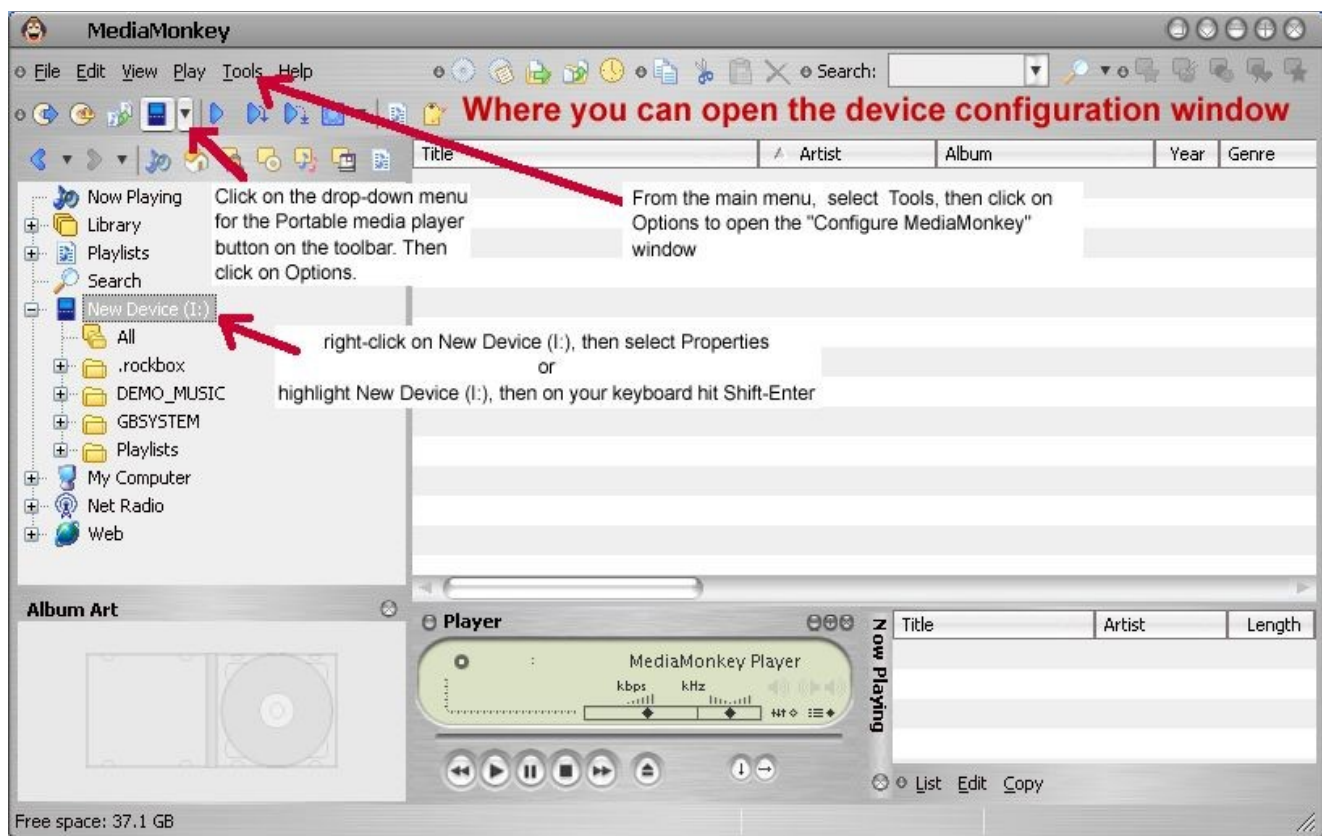 MediaMonkey
File Edit View Play Tools Help
Search:
Where you can open the device configuration window
Title Artist Album Year Genre
Now Playing
Library
Playlists
Search
New Device (I:)
All
.rockbox
DEMO_MUSIC
GBSYSTEM
Playlists
My Computer
Net Radio
Web
Click on the drop-down menu
for the Portable media player
button on the toolbar. Then
click on Options.
From the main menu, select Tools, then click on
Options to open the "Configure MediaMonkey"
window
right-click on New Device (I:), then select Properties
or
highlight New Device (I:), then on your keyboard hit Shift-Enter
Album Art
Player
:
MediaMonkey Player
kbps kHz
Now Playing
Title Artist Length
List Edit Copy
Free space: 37.1 GB